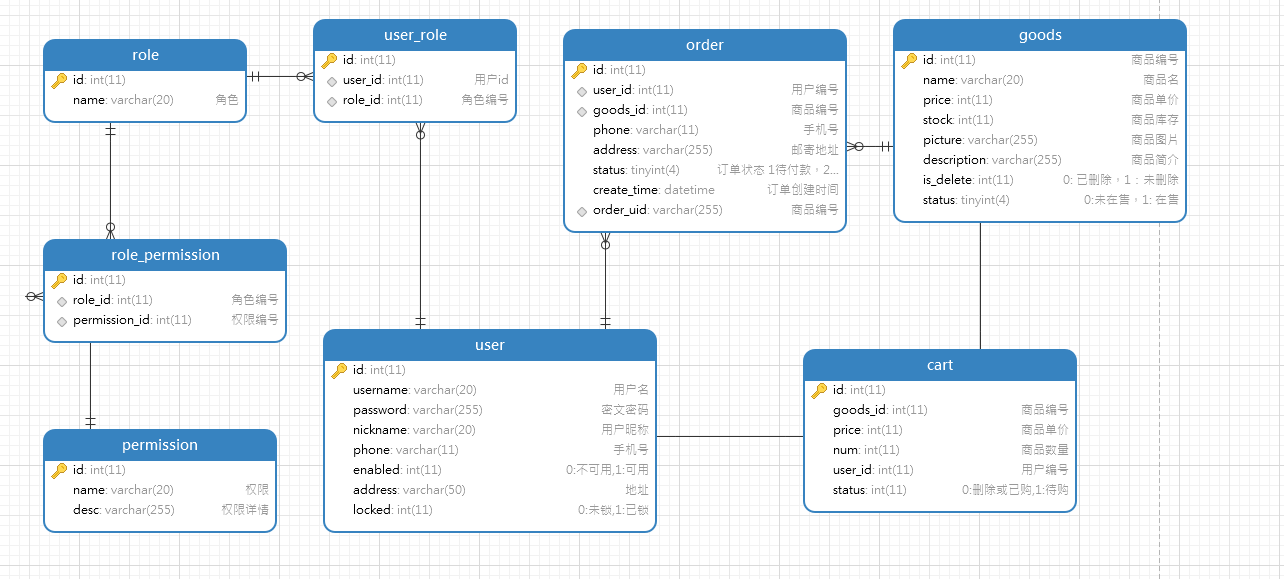 role
id: int(11)
name: varchar(20) 角色
user_role
id: int(11)
user_id: int(11) 用户id
role_id: int(11) 角色编号
order
id: int(11)
user_id: int(11) 用户编号
goods_id: int(11) 商品编号
phone: varchar(11) 手机号
address: varchar(255) 邮寄地址
status: tinyint(4) 订单状态 1待付款，2...
create_time: datetime 订单创建时间
order_uid: varchar(255) 商品编号
goods
id: int(11) 商品编号
name: varchar(20) 商品名
price: int(11) 商品单价
stock: int(11) 商品库存
picture: varchar(255) 商品图片
description: varchar(255) 商品简介
is_delete: int(11) 0: 已删除，1：未删除
status: tinyint(4) 0:未在售，1: 在售
role_permission
id: int(11)
role_id: int(11) 角色编号
permission_id: int(11) 权限编号
user
id: int(11)
username: varchar(20) 用户名
password: varchar(255) 密文密码
nickname: varchar(20) 用户昵称
phone: varchar(11) 手机号
enabled: int(11) 0:不可用,1:可用
address: varchar(50) 地址
locked: int(11) 0:未锁,1:已锁
cart
id: int(11)
goods_id: int(11) 商品编号
price: int(11) 商品单价
num: int(11) 商品数量
user_id: int(11) 用户编号
status: int(11) 0:删除或已购,1:待购
permission
id: int(11)
name: varchar(20) 权限
desc: varchar(255) 权限详情